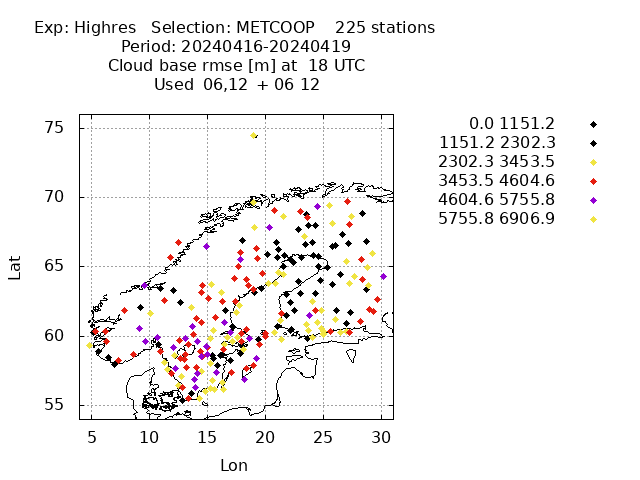 Exp: Highres   Selection: METCOOP    225 stations
Period: 20240416-20240419
Cloud base rmse [m] at  18 UTC
Used  06,12  + 06 12
0.0 1151.2
1151.2 2302.3
2302.3 3453.5
3453.5 4604.6
4604.6 5755.8
5755.8 6906.9
75
70
65
60
55
Lat
5 10 15 20 25 30
Lon